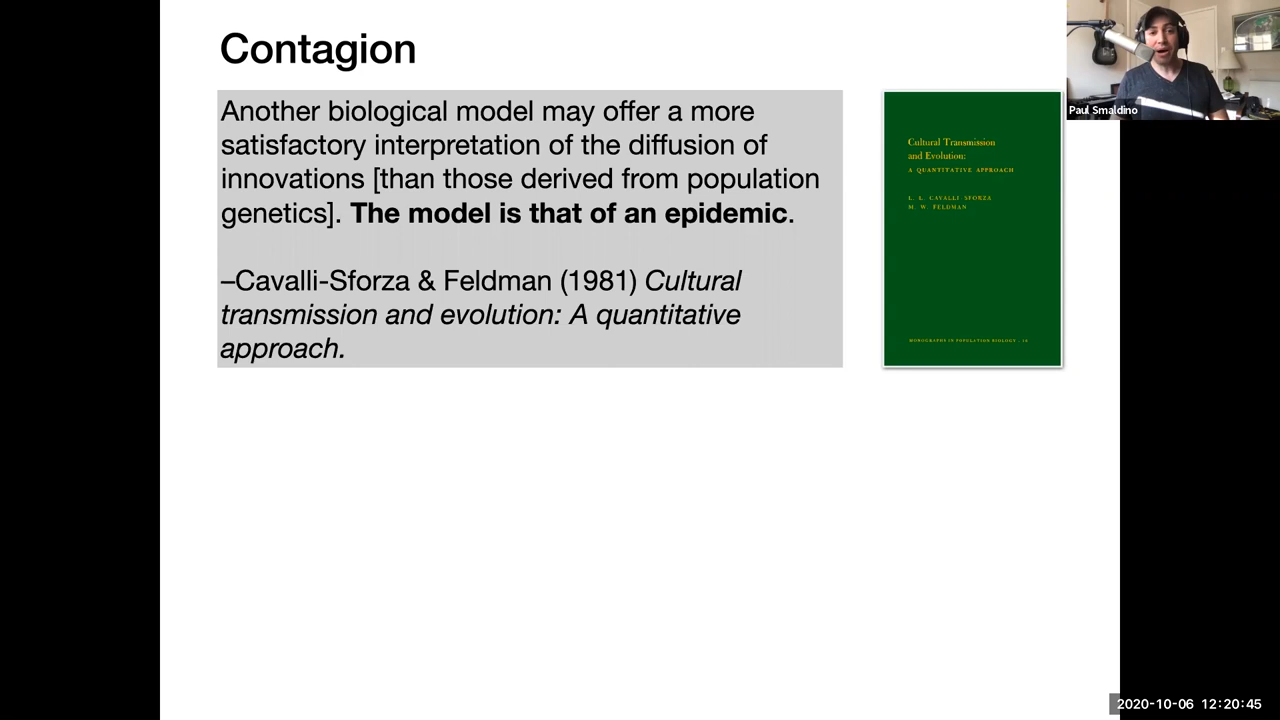 Contagion
Another biological model may offer a more
satisfactory interpretation of the diffusion of
innovations [than those derived from population
genetics]. The model is that of an epidemic.
–Cavalli-Sforza & Feldman (1981) Cultural
transmission and evolution: A quantitative
approach.
Cultural Transmission
and Evolution:
A QUANTITATIVE APPROACH
L. L. CAVALLI SFORZA
M. W. FELDMAN
MONOGRAPHS IN POPULATION BIOLOGY · 16
Paul Smaldino
2020-10-06 12:20:45